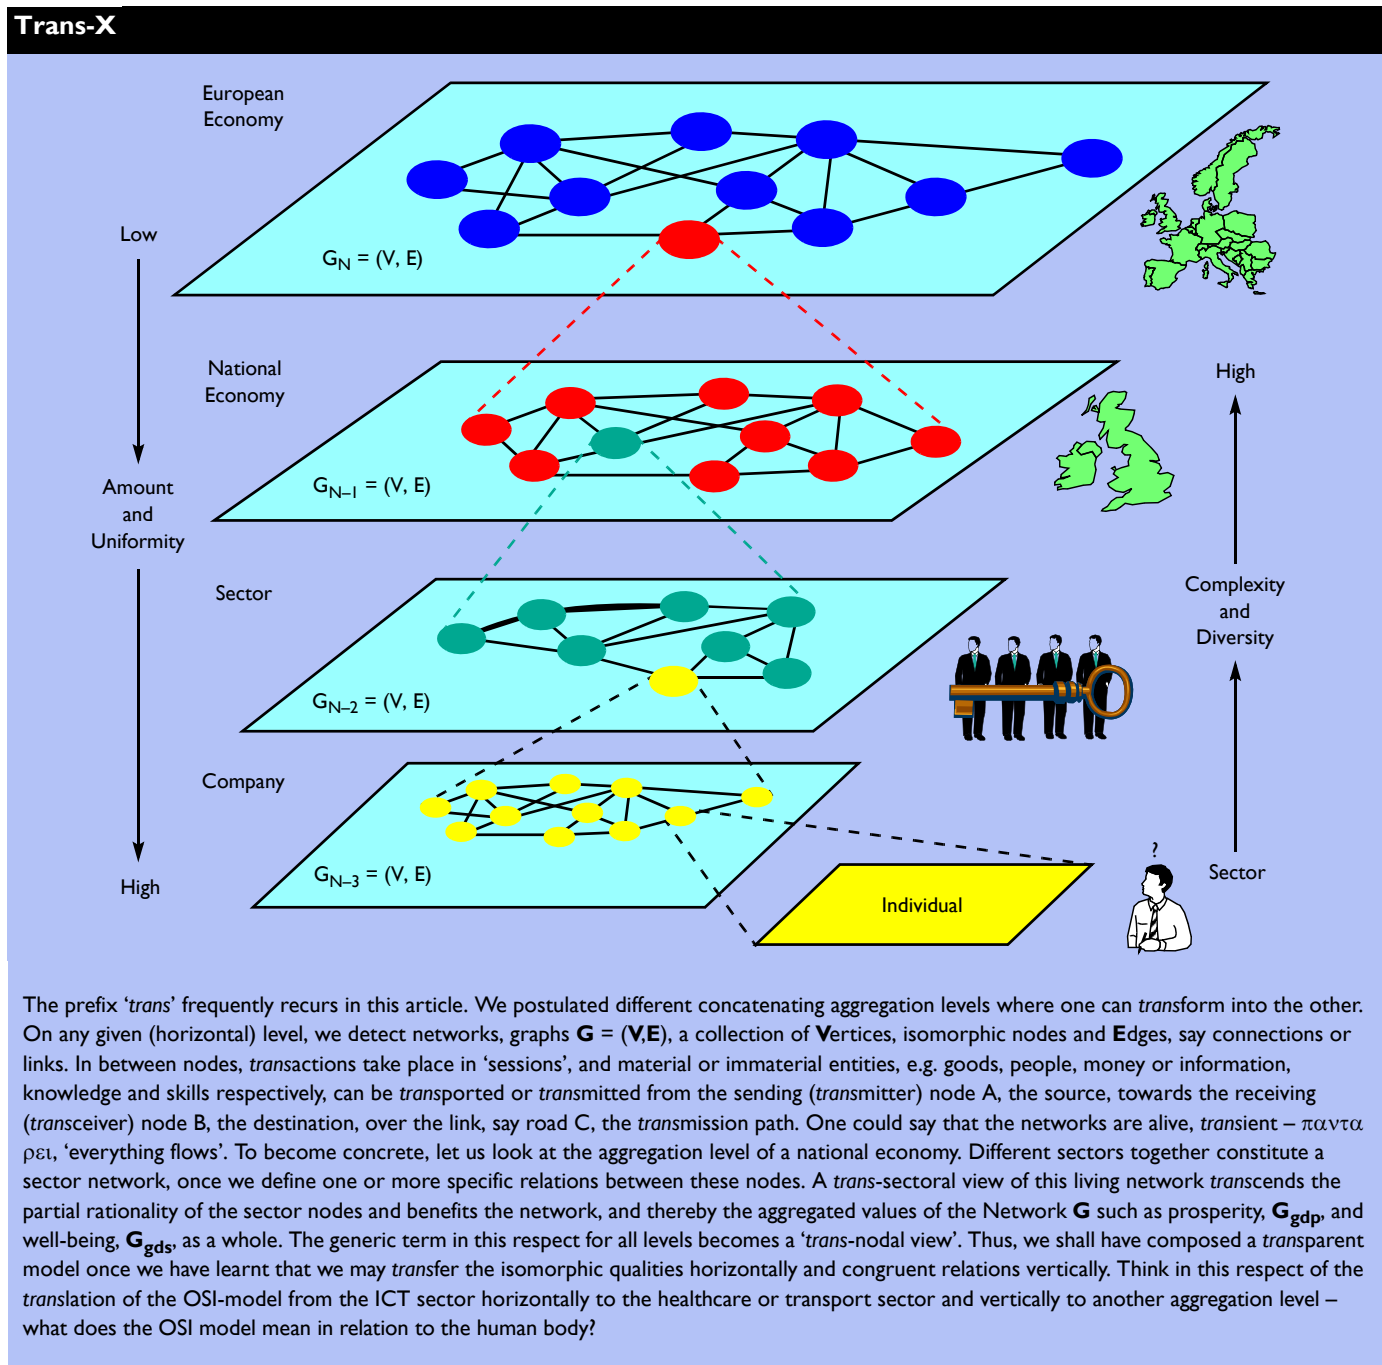 Trans-X
European
Economy
Low
G_N = (V, E)
National
Economy
High
G_N–1 = (V, E)
Amount
and
Uniformity
Sector
Complexity
and
Diversity
G_N–2 = (V, E)
Company
?
G_N–3 = (V, E)
Sector
High
Individual
The prefix ‘trans’ frequently recurs in this article. We postulated different concatenating aggregation levels where one can transform into the other.
On any given (horizontal) level, we detect networks, graphs G = (V,E), a collection of Vertices, isomorphic nodes and Edges, say connections or
links. In between nodes, transactions take place in ‘sessions’, and material or immaterial entities, e.g. goods, people, money or information,
knowledge and skills respectively, can be transported or transmitted from the sending (transmitter) node A, the source, towards the receiving
(transceiver) node B, the destination, over the link, say road C, the transmission path. One could say that the networks are alive, transient – παντα
ρει, ‘everything flows’. To become concrete, let us look at the aggregation level of a national economy. Different sectors together constitute a
sector network, once we define one or more specific relations between these nodes. A trans-sectoral view of this living network transcends the
partial rationality of the sector nodes and benefits the network, and thereby the aggregated values of the Network G such as prosperity, G_gdp, and
well-being, G_gds, as a whole. The generic term in this respect for all levels becomes a ‘trans-nodal view’. Thus, we shall have composed a transparent
model once we have learnt that we may transfer the isomorphic qualities horizontally and congruent relations vertically. Think in this respect of the
translation of the OSI-model from the ICT sector horizontally to the healthcare or transport sector and vertically to another aggregation level –
what does the OSI model mean in relation to the human body?